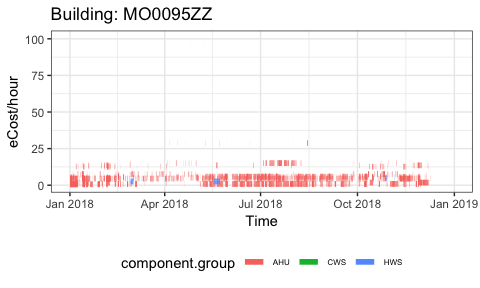 Building: MO0095ZZ
100
75
50
25
0
eCost/hour
Jan 2018 Apr 2018 Jul 2018 Oct 2018 Jan 2019
Time
component.group AHU CWS HWS